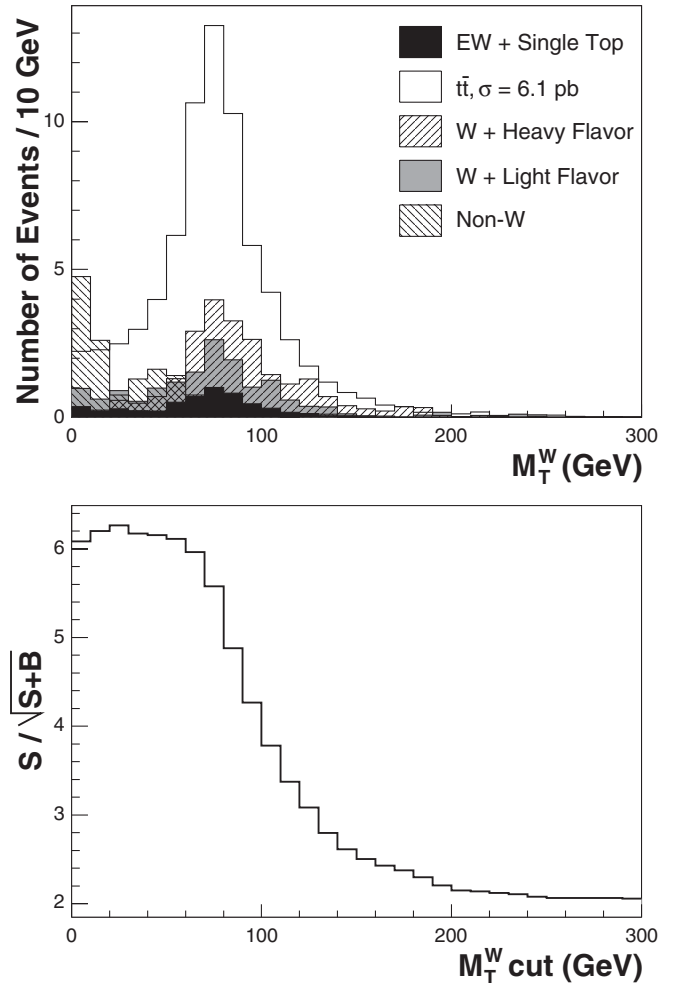 Number of Events / 10 GeV
10
5
0
EW + Single Top
tt̄, σ = 6.1 pb
W + Heavy Flavor
W + Light Flavor
Non-W
0 100 200 300
M_T^W (GeV)
S / √S+B
6
5
4
3
2
0 100 200 300
M_T^W cut (GeV)